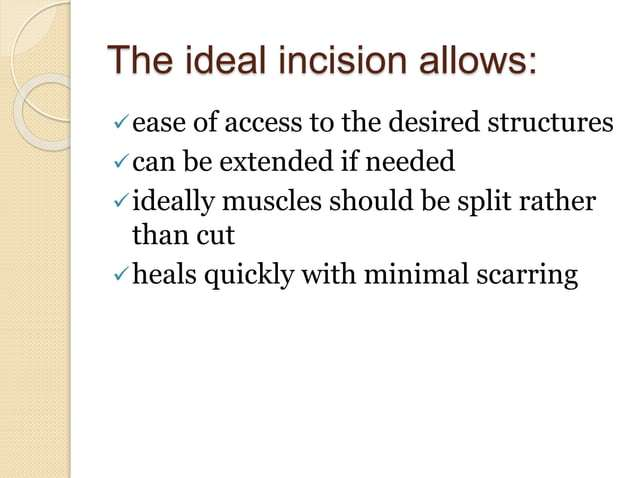 The ideal incision allows:
ease of access to the desired structures
can be extended if needed
ideally muscles should be split rather
than cut
heals quickly with minimal scarring